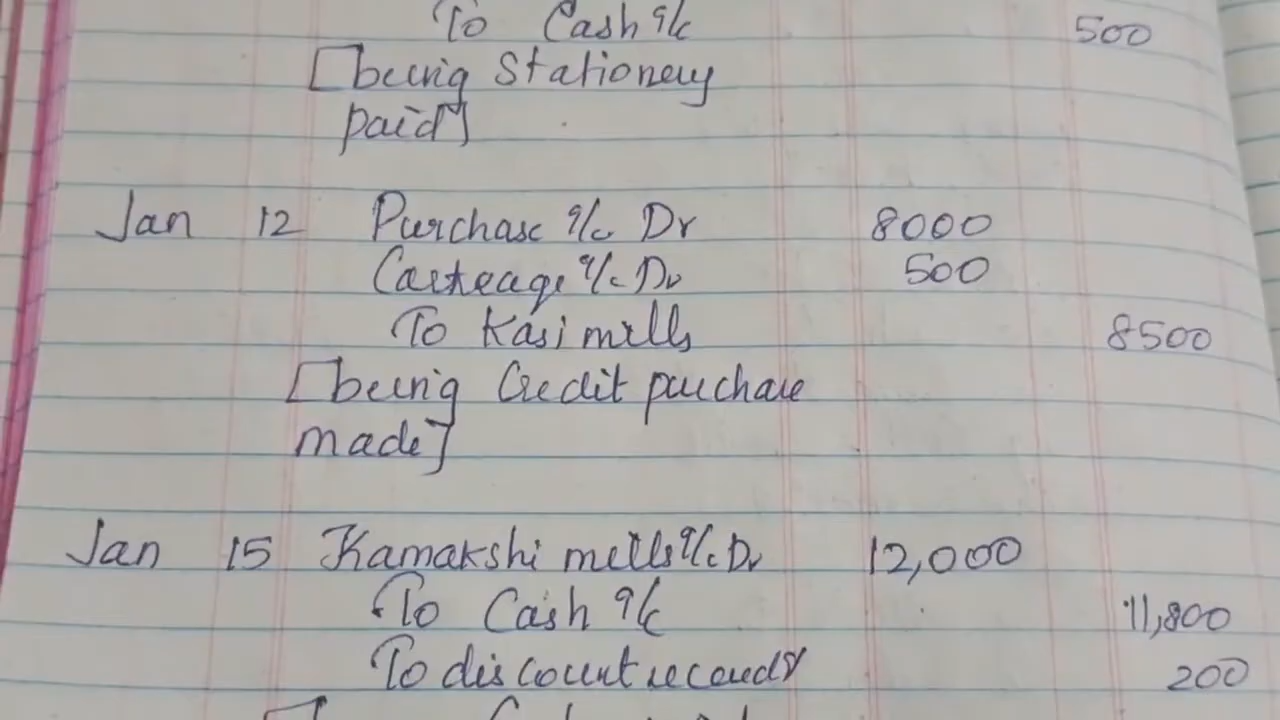 To Cash a/c 500
[being Stationery
paid]
Jan 12 Purchase a/c Dr 8000
Carreage a/c Dr 500
To Kasi mills 8500
[being Credit purchase
made]
Jan 15 Kamakshi mills a/c Dr 12,000
To Cash a/c 11,800
To discount received 200